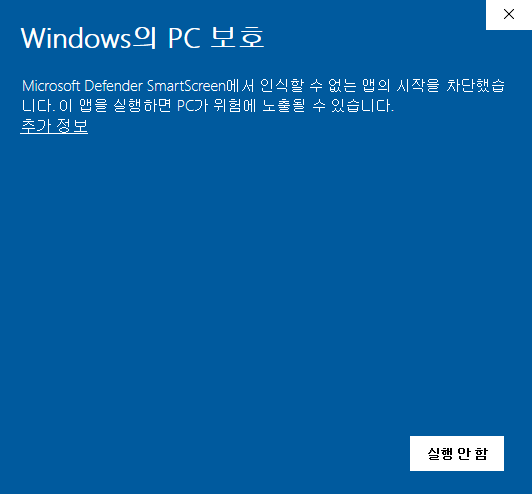 Windows의 PC 보호
Microsoft Defender SmartScreen에서 인식할 수 없는 앱의 시작을 차단했습
니다. 이 앱을 실행하면 PC가 위험에 노출될 수 있습니다.
추가 정보
실행 안 함